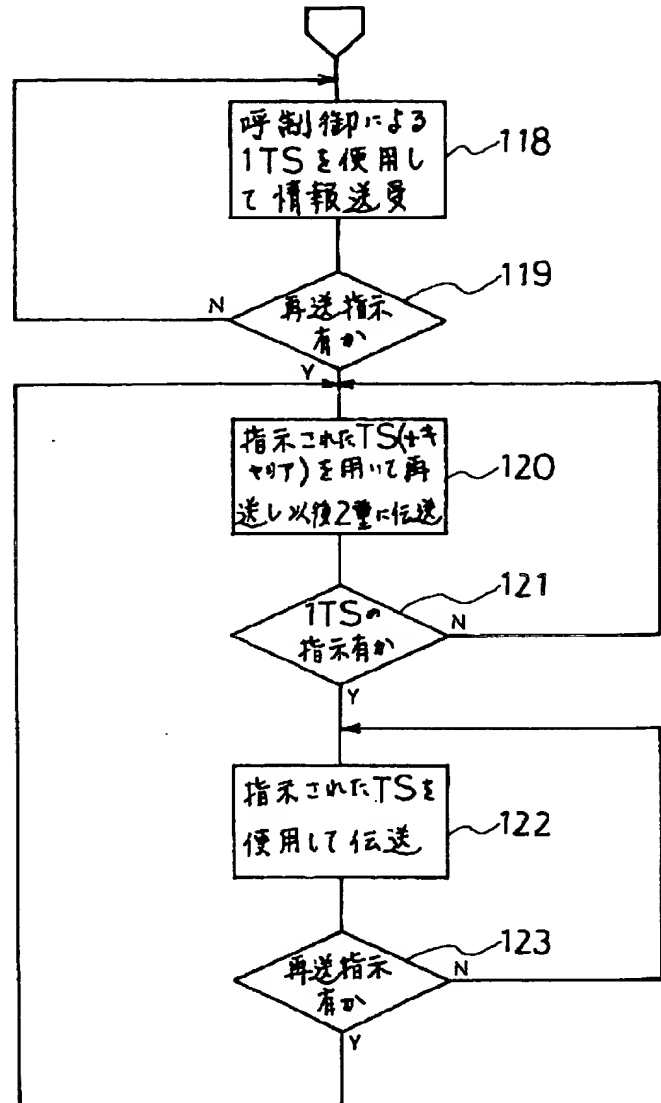 呼制御による
1TSを使用し
て情報送受
118
119
N
再送指示
有か
Y
指示されたTS(+キ
ャリア)を用いて再
送し以後2重に伝送
120
121
1TSの
指示有か
N
Y
指示されたTSを
使用して伝送
122
123
再送指示
有か
N
Y